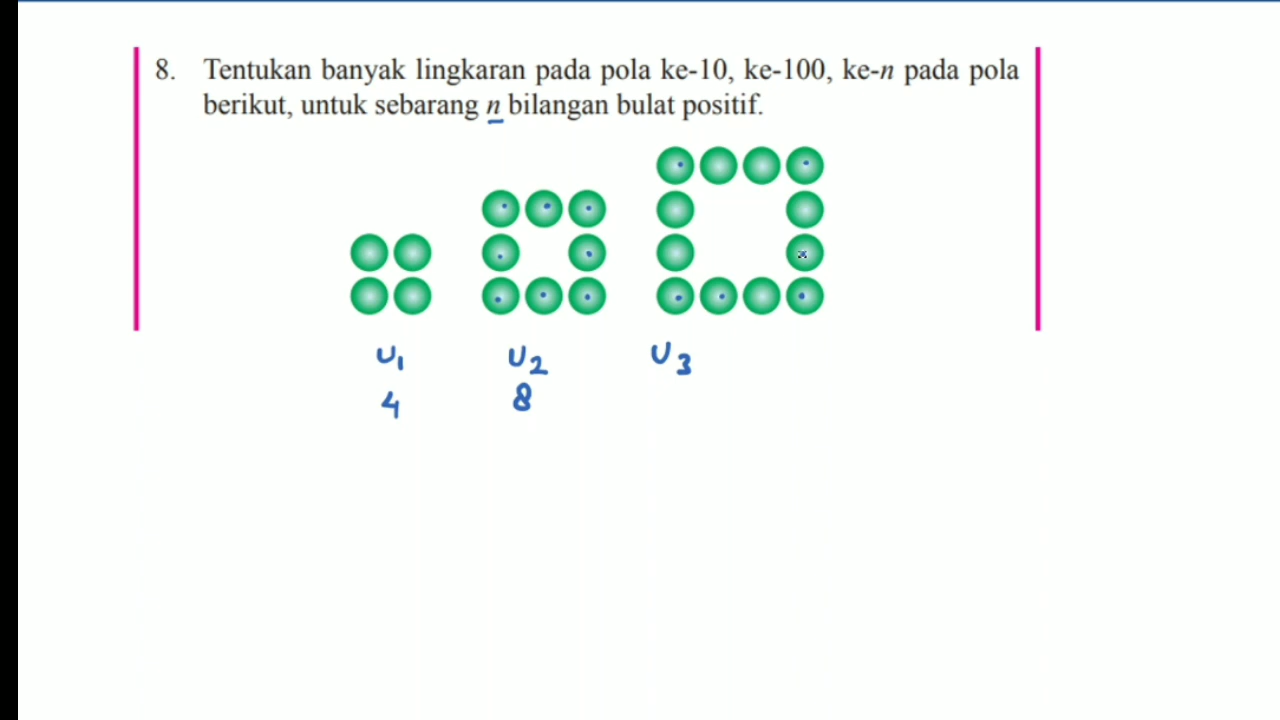 8. Tentukan banyak lingkaran pada pola ke-10, ke-100, ke-n pada pola
berikut, untuk sebarang n bilangan bulat positif.
U1 U2 U3
4 8